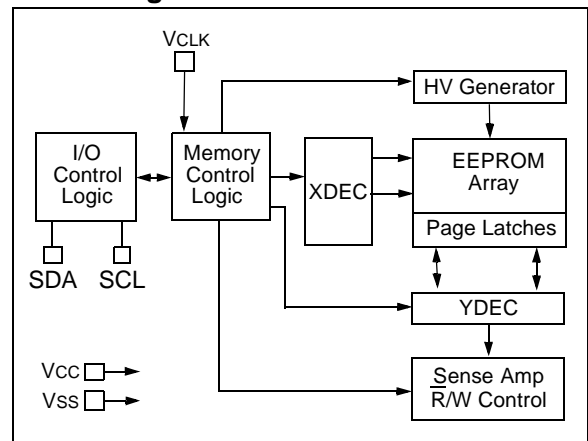 VCLK
HV Generator
I/O
Control
Logic
Memory
Control
Logic
XDEC
EEPROM
Array
Page Latches
SDA
SCL
YDEC
VCC
VSS
Sense Amp
R/W Control